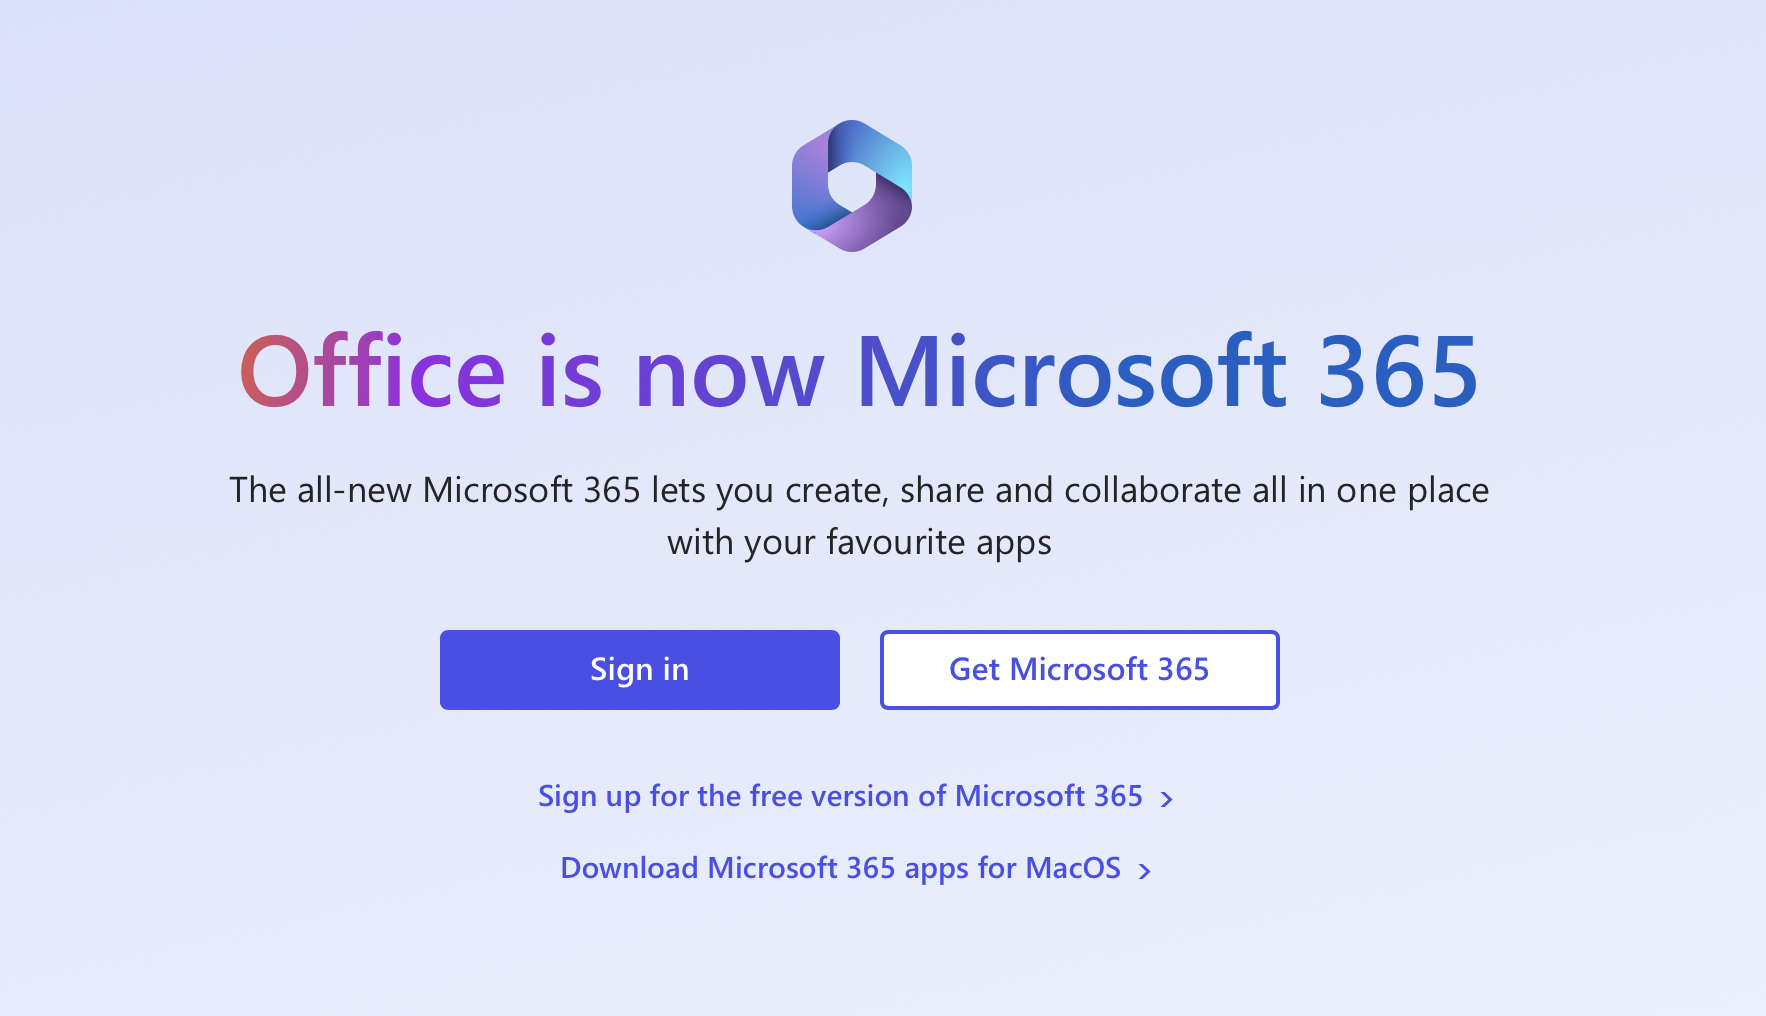 Office is now Microsoft 365
The all-new Microsoft 365 lets you create, share and collaborate all in one place
with your favourite apps
Sign in
Get Microsoft 365
Sign up for the free version of Microsoft 365 >
Download Microsoft 365 apps for MacOS >